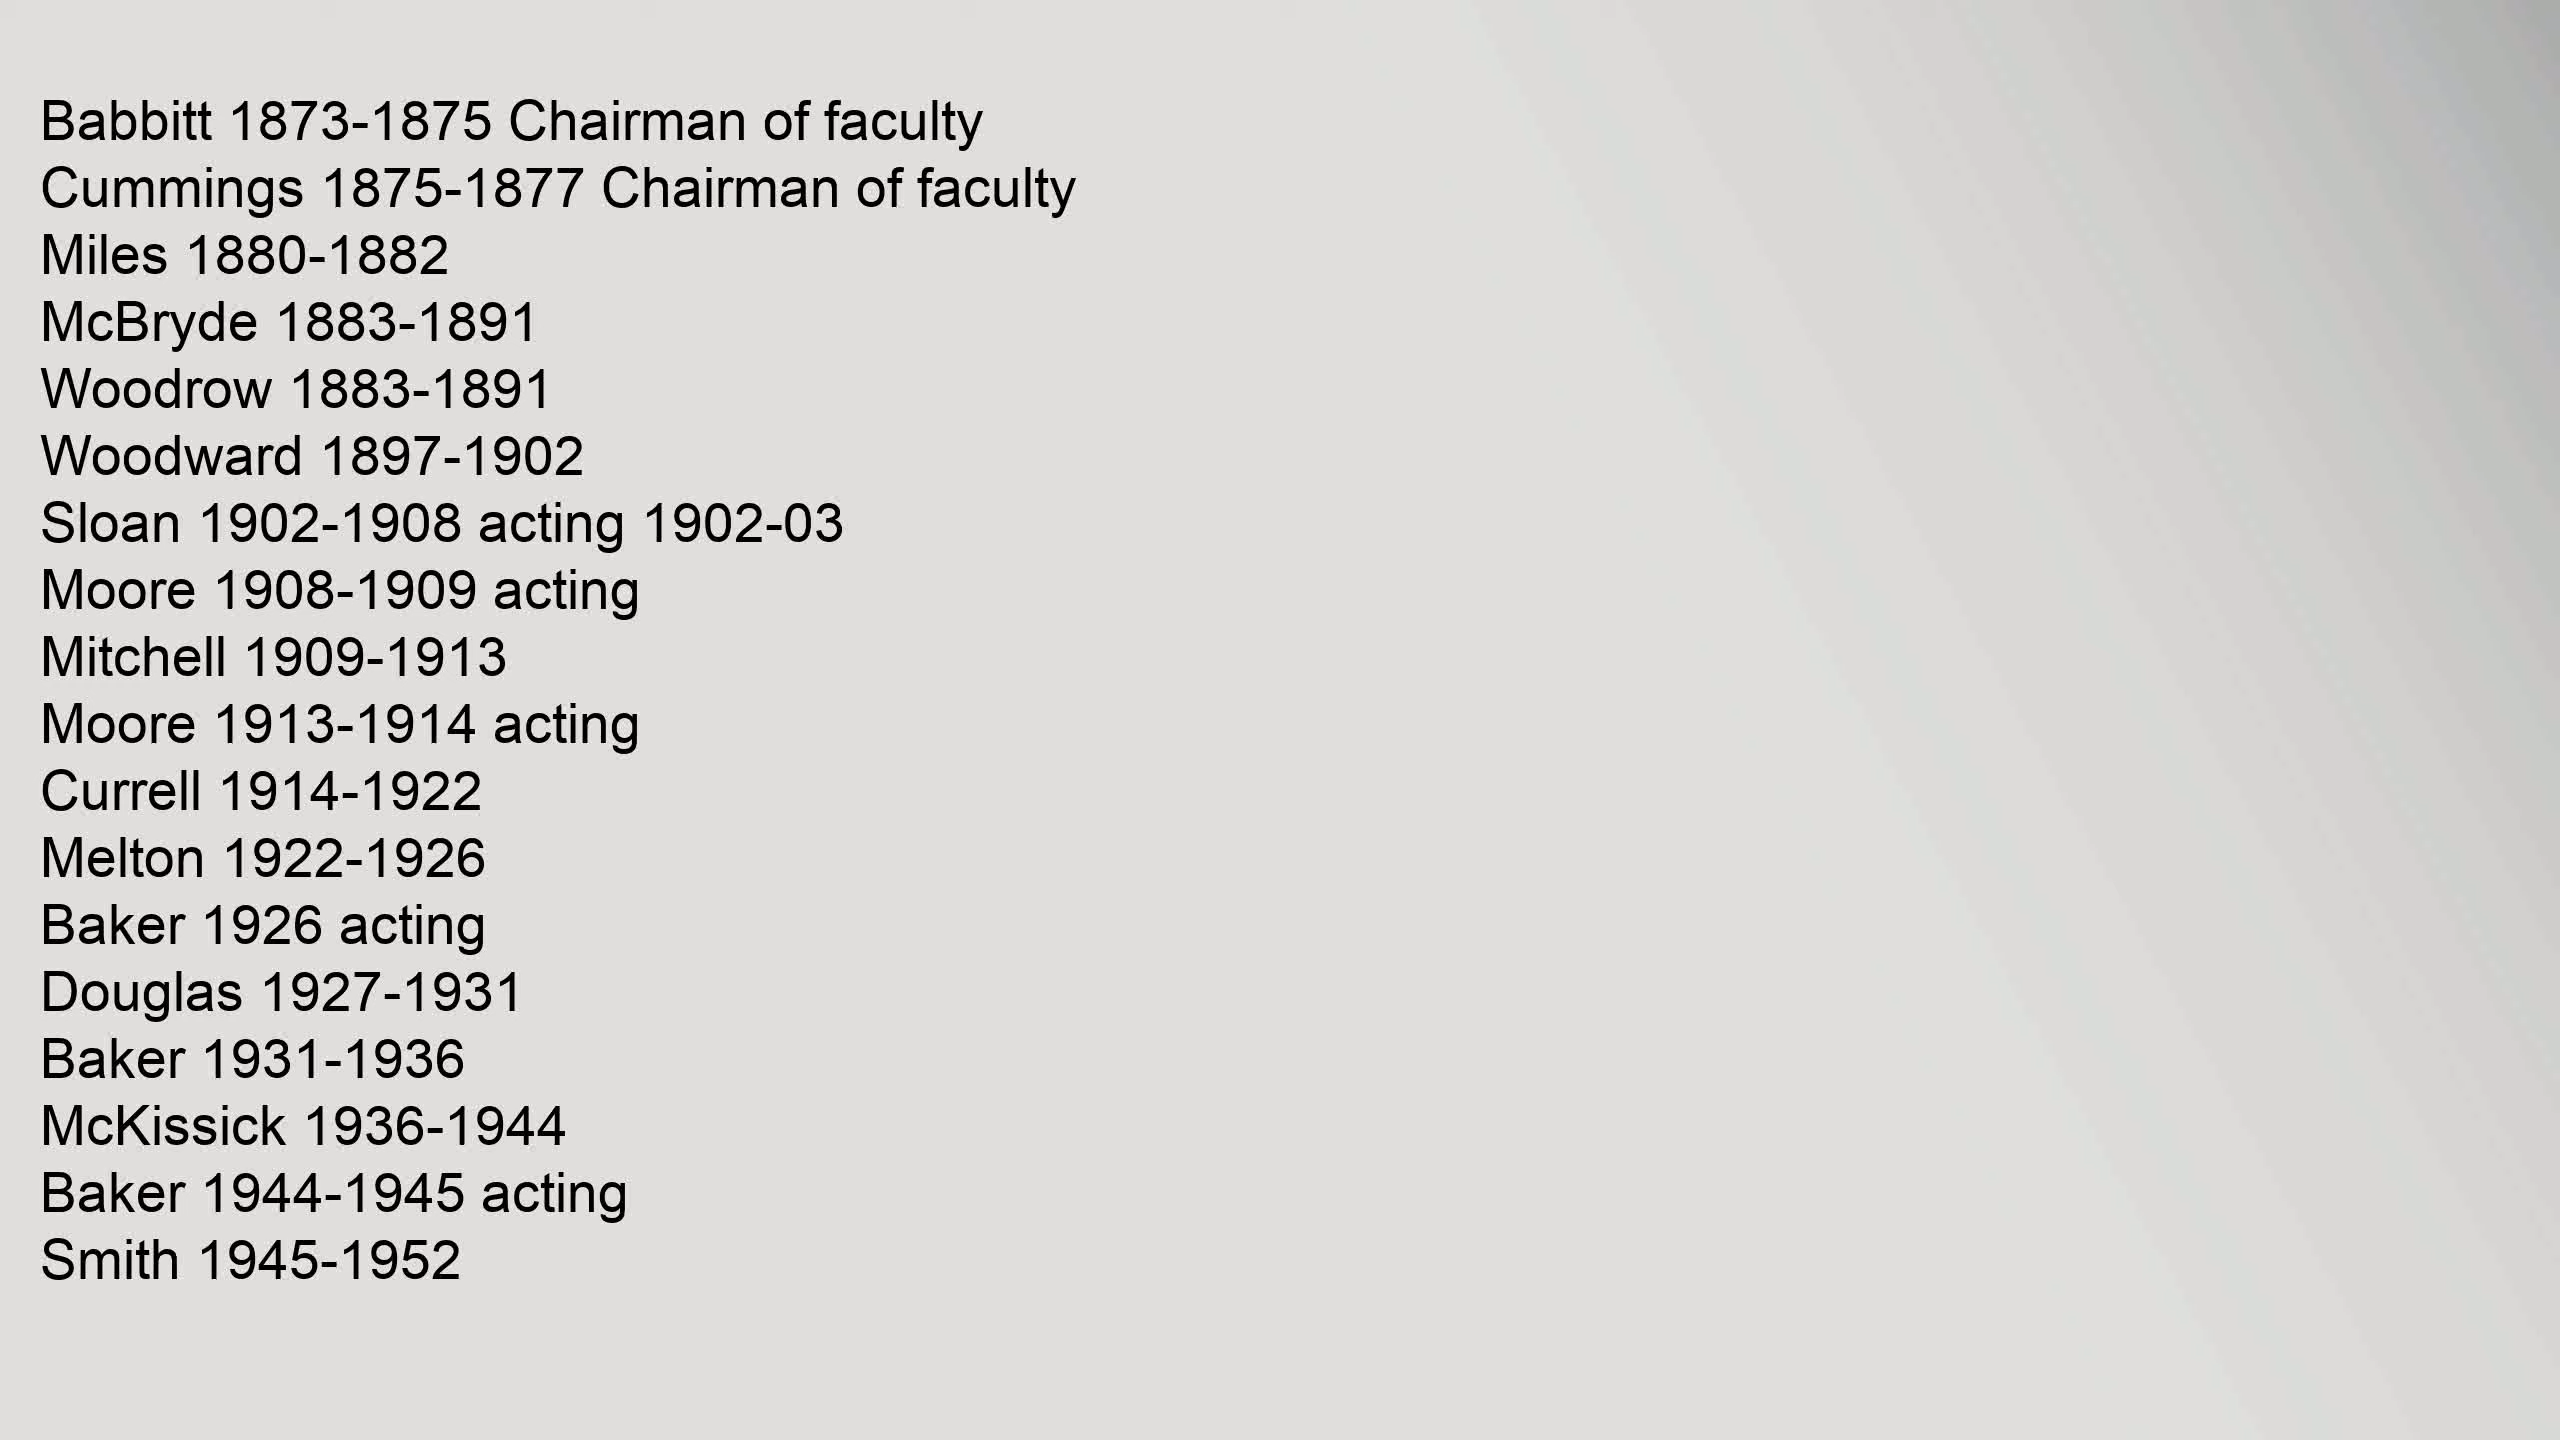 Babbitt 1873-1875 Chairman of faculty
Cummings 1875-1877 Chairman of faculty
Miles 1880-1882
McBryde 1883-1891
Woodrow 1883-1891
Woodward 1897-1902
Sloan 1902-1908 acting 1902-03
Moore 1908-1909 acting
Mitchell 1909-1913
Moore 1913-1914 acting
Currell 1914-1922
Melton 1922-1926
Baker 1926 acting
Douglas 1927-1931
Baker 1931-1936
McKissick 1936-1944
Baker 1944-1945 acting
Smith 1945-1952